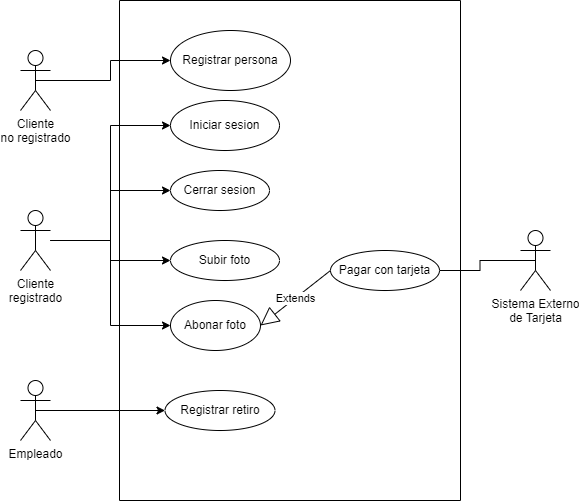 Registrar persona
Cliente
no registrado
Iniciar sesion
Cerrar sesion
Cliente
registrado
Subir foto
Pagar con tarjeta
Sistema Externo
de Tarjeta
Extends
Abonar foto
Registrar retiro
Empleado